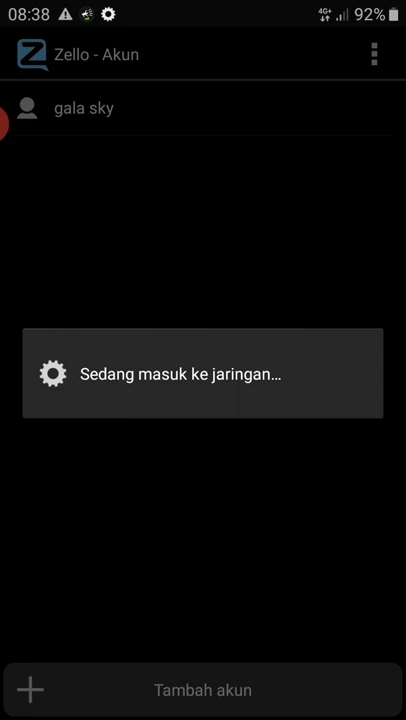 08:38
4G+ 92%
Zello - Akun
gala sky
Sedang masuk ke jaringan...
Tambah akun